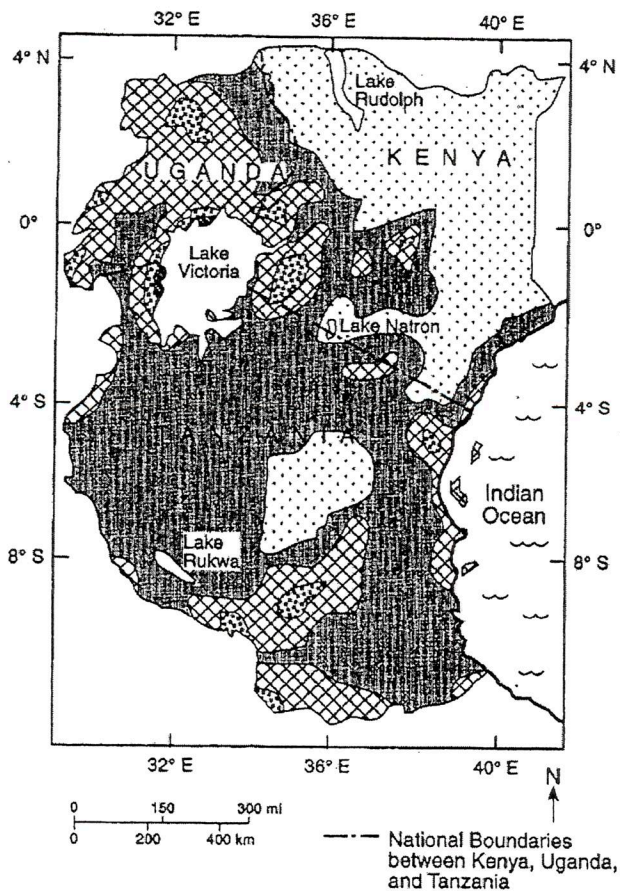 32° E 36° E 40° E
4° N 4° N
Lake
Rudolph
KENYA
UGANDA
0° 0°
Lake
Victoria
Lake Natron
4° S 4° S
Indian
Ocean
Lake
Rukwa
8° S 8° S
32° E 36° E 40° E
N
0 150 300 mi
0 200 400 km
National Boundaries
between Kenya, Uganda,
and Tanzania